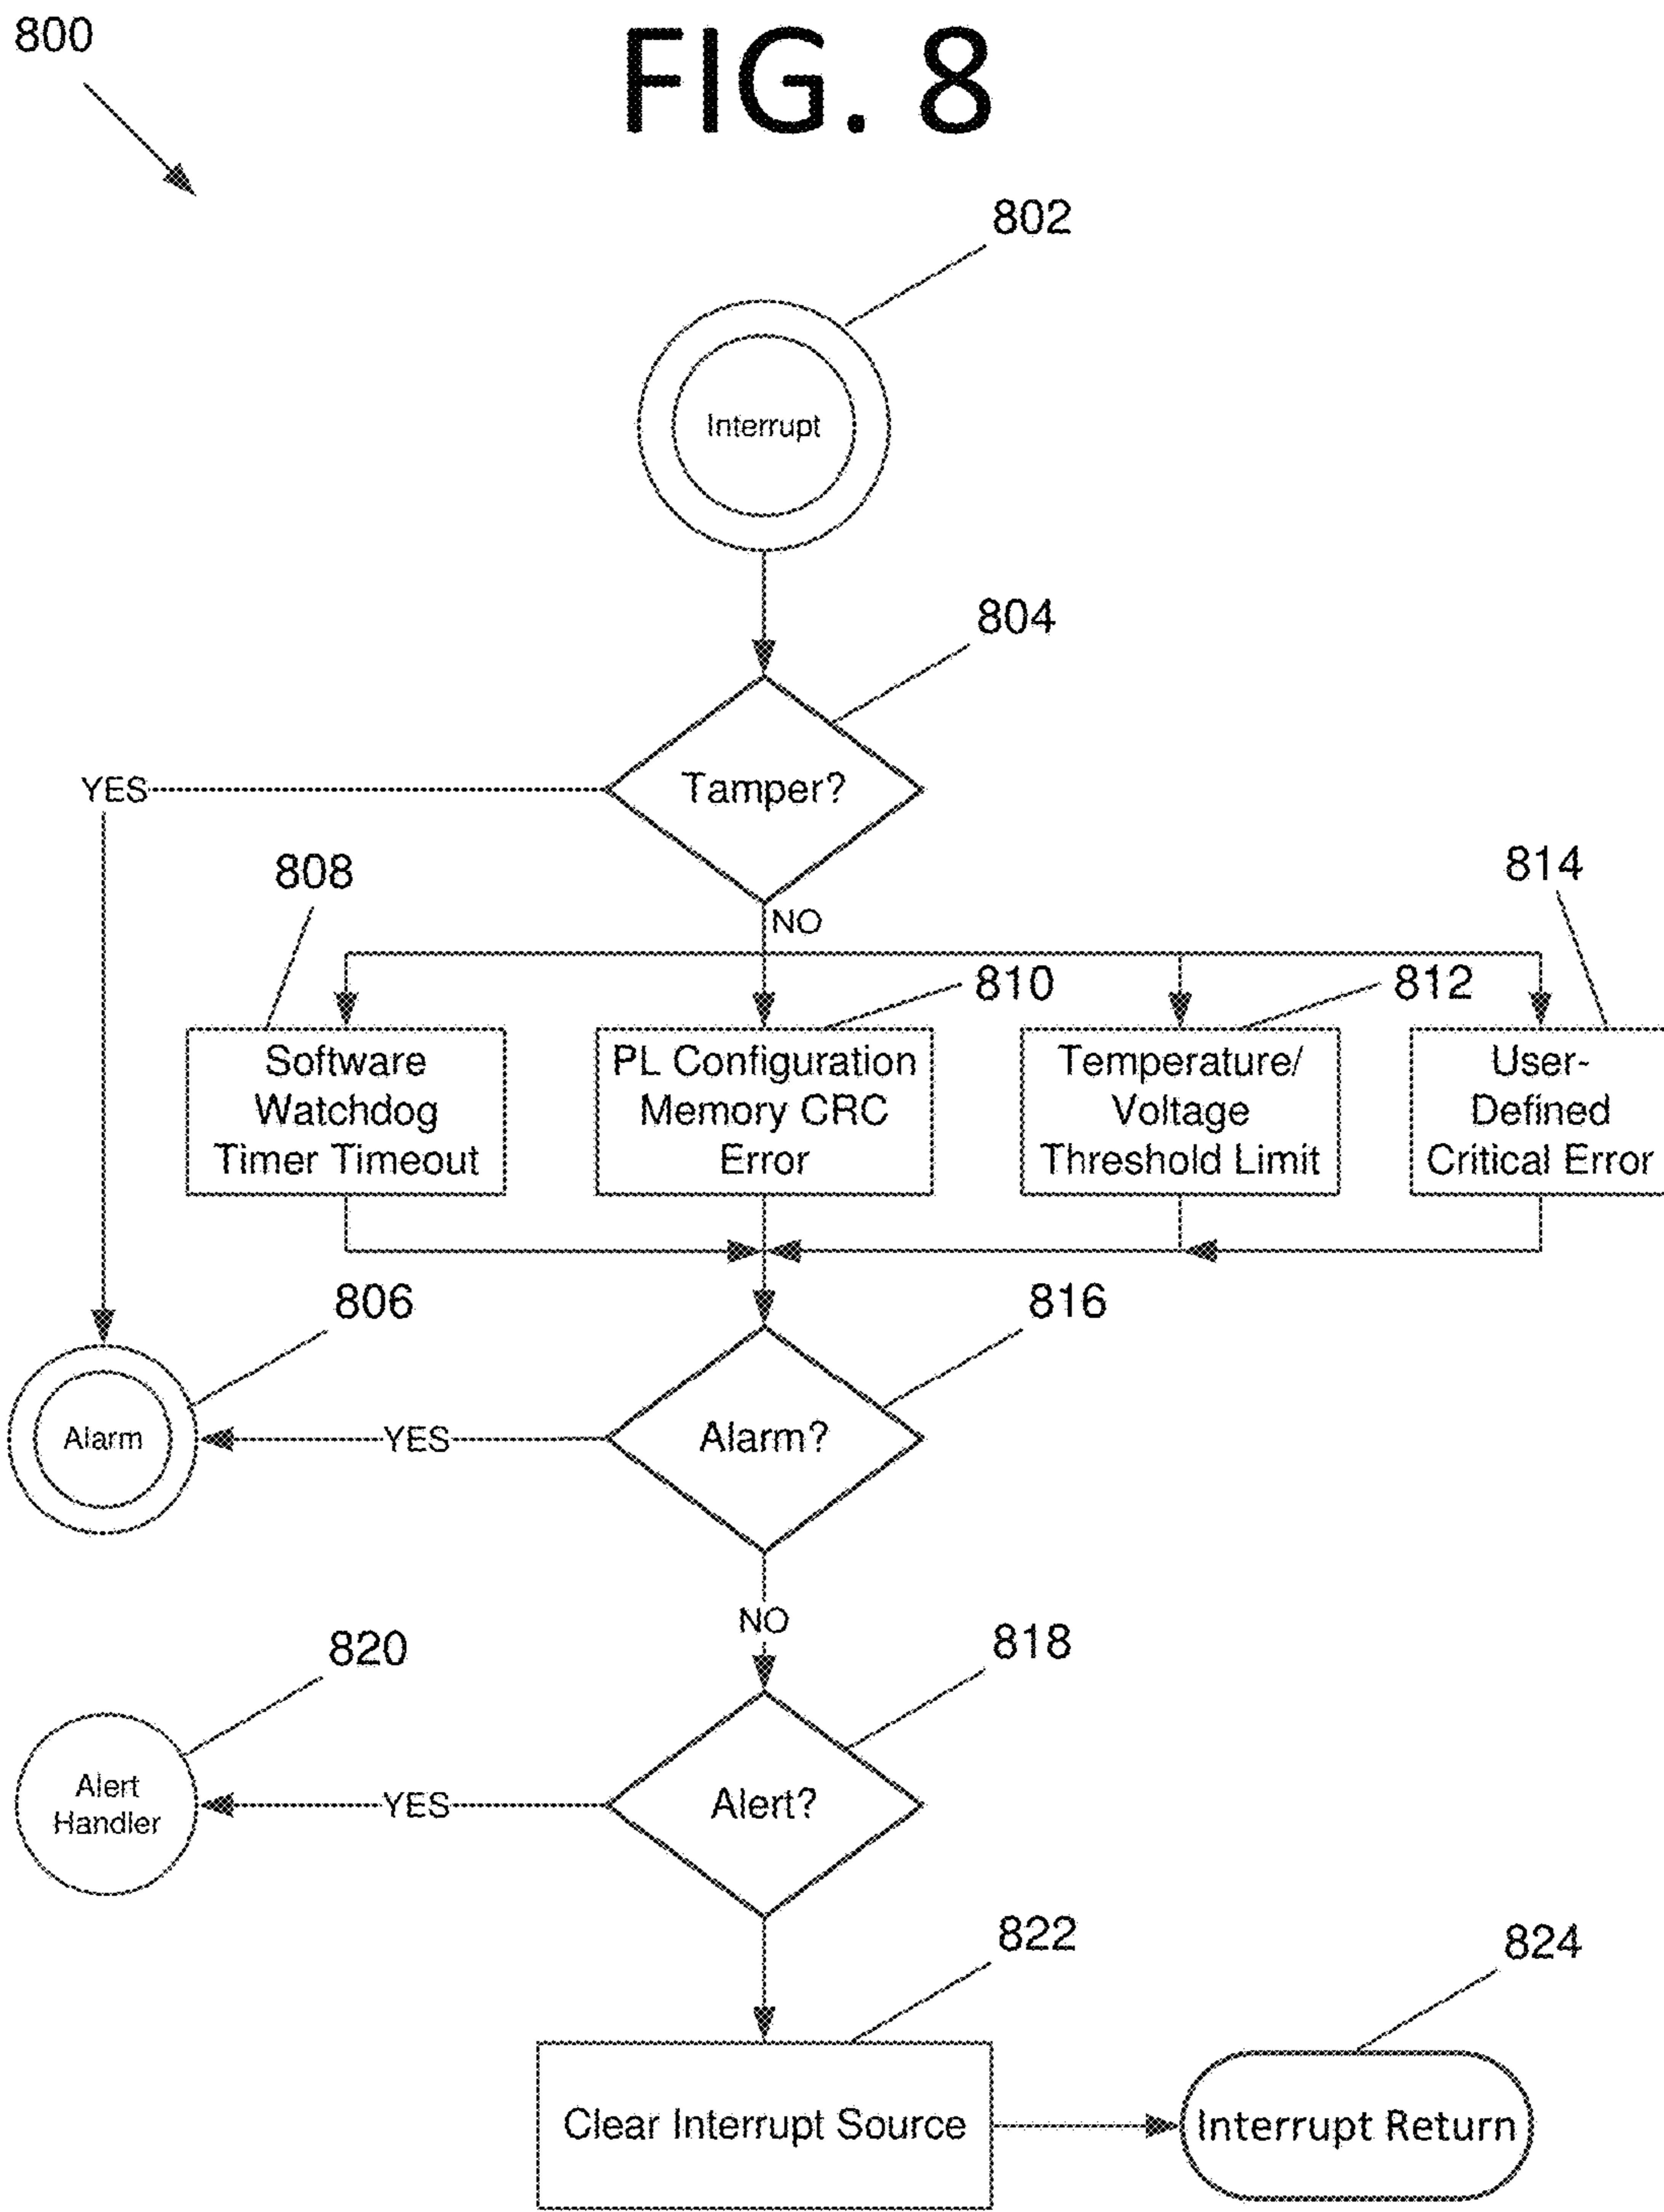 800
FIG. 8
802
Interrupt
804
Tamper?
YES
NO
808
810
812
814
Software
Watchdog
Timer Timeout
PL Configuration
Memory CRC
Error
Temperature/
Voltage
Threshold Limit
User-
Defined
Critical Error
806
816
Alarm
YES
Alarm?
NO
820
818
Alert
Handler
YES
Alert?
822
824
Clear Interrupt Source
Interrupt Return